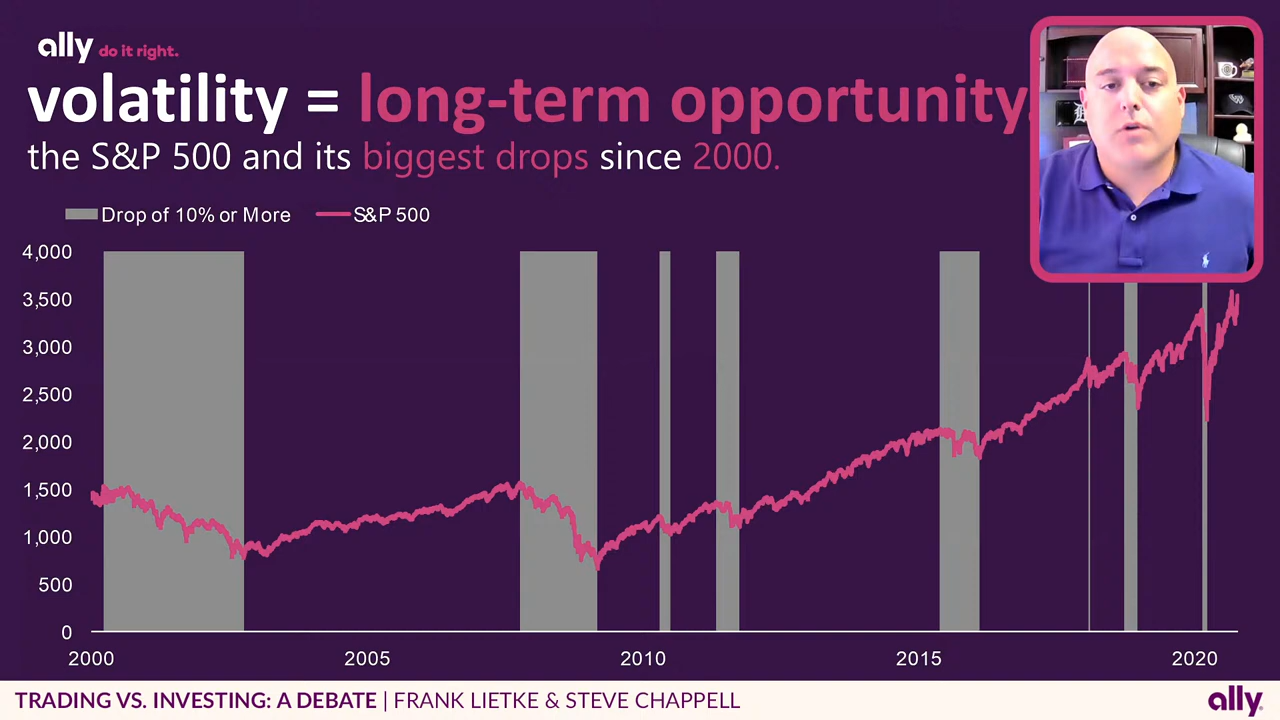 ally do it right.
volatility = long-term opportunity.
the S&P 500 and its biggest drops since 2000.
Drop of 10% or More S&P 500
4,000
3,500
3,000
2,500
2,000
1,500
1,000
500
0
2000 2005 2010 2015 2020
TRADING VS. INVESTING: A DEBATE | FRANK LIETKE & STEVE CHAPPELL
ally